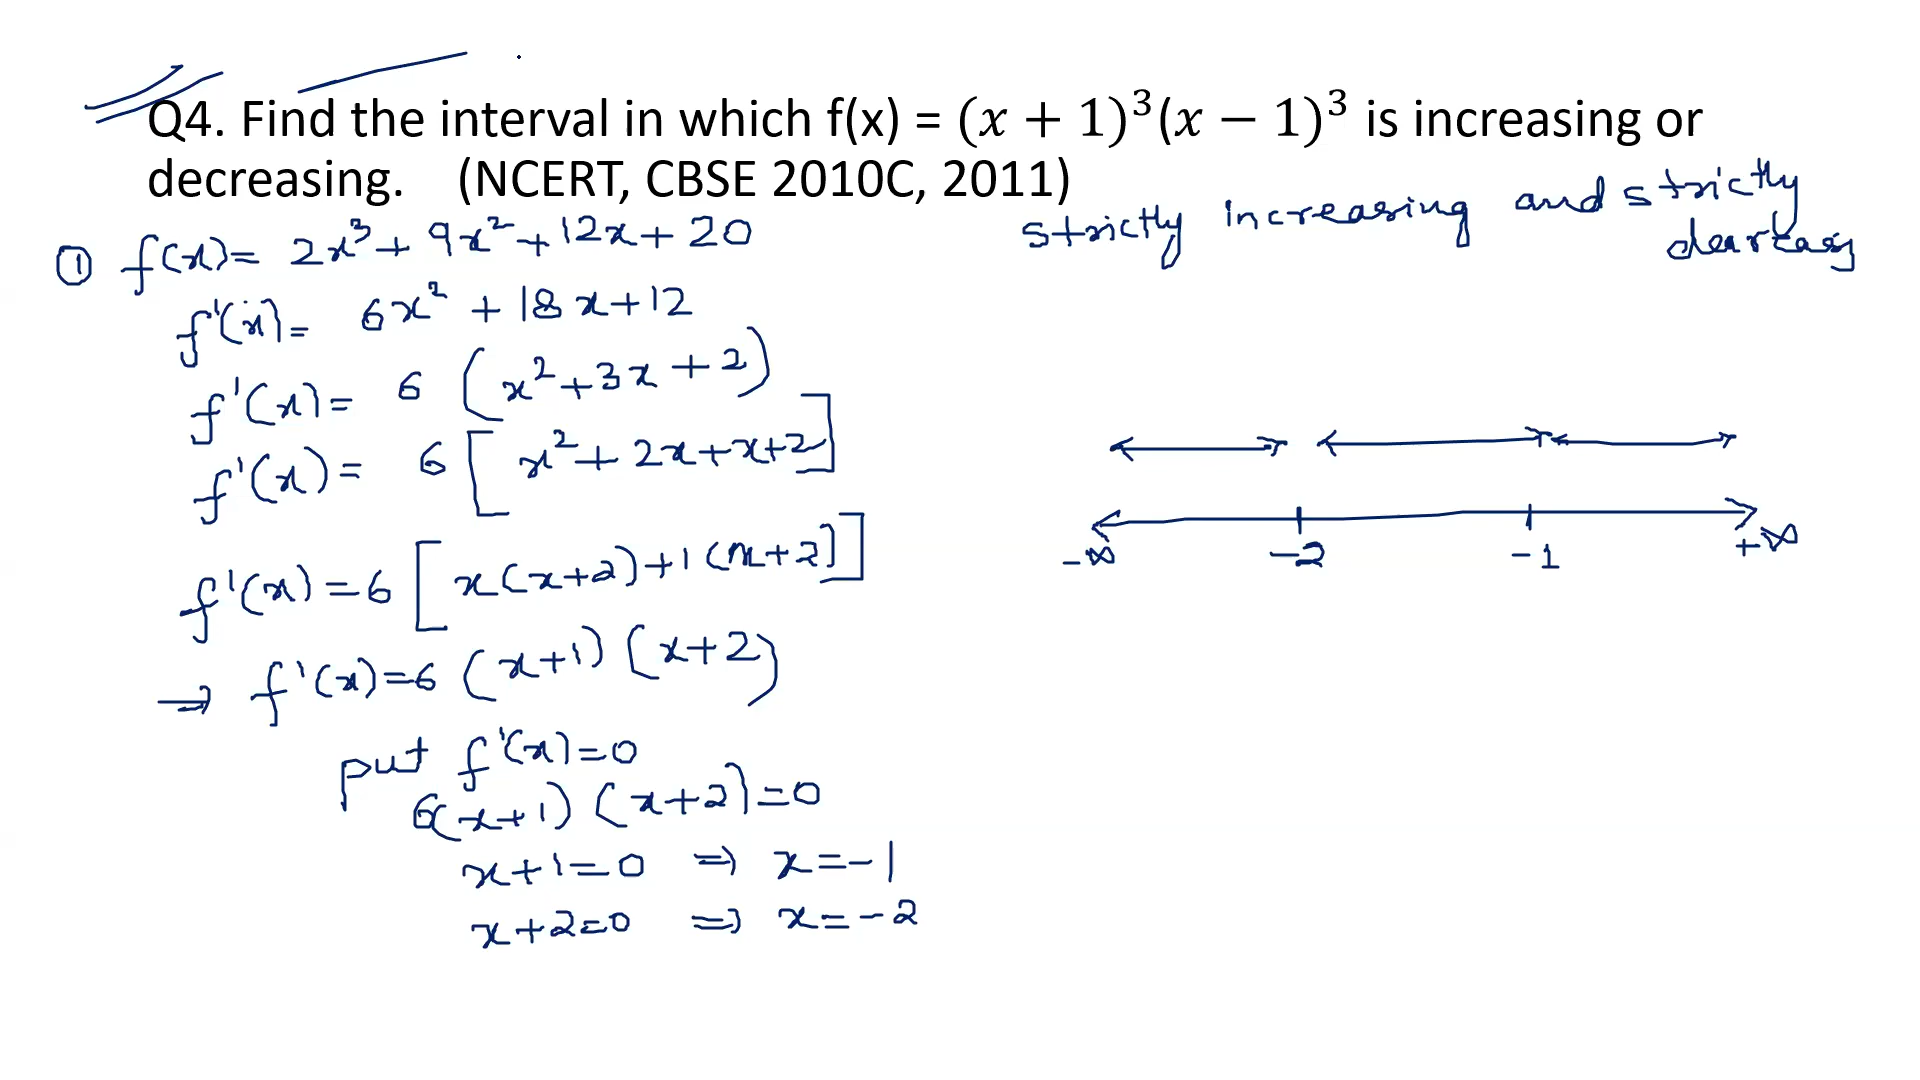 Q4. Find the interval in which f(x) = (x + 1)³(x − 1)³ is increasing or
decreasing. (NCERT, CBSE 2010C, 2011)
strictly increasing and strictly
① f(x) = 2x³ + 9x² + 12x + 20
f'(x) = 6x² + 18x + 12
f'(x) = 6 (x² + 3x + 2)
f'(x) = 6 [x² + 2x + x + 2]
f'(x) = 6 [x(x+2) + 1(x+2)]
⇒ f'(x) = 6 (x+1) (x+2)
put f'(x) = 0
6(x+1) (x+2) = 0
x+1=0 ⇒ x=-1
x+2=0 ⇒ x=-2
-∞ -2 -1 +∞